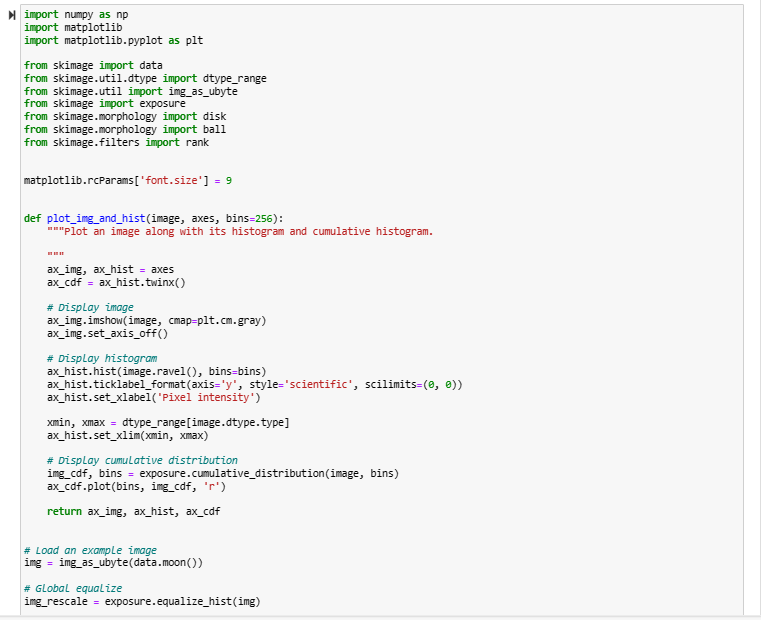 import numpy as np
import matplotlib
import matplotlib.pyplot as plt
from skimage import data
from skimage.util.dtype import dtype_range
from skimage.util import img_as_ubyte
from skimage import exposure
from skimage.morphology import disk
from skimage.morphology import ball
from skimage.filters import rank
matplotlib.rcParams['font.size'] = 9
def plot_img_and_hist(image, axes, bins=256):
    """Plot an image along with its histogram and cumulative histogram.
    """
    ax_img, ax_hist = axes
    ax_cdf = ax_hist.twinx()
    # Display image
    ax_img.imshow(image, cmap=plt.cm.gray)
    ax_img.set_axis_off()
    # Display histogram
    ax_hist.hist(image.ravel(), bins=bins)
    ax_hist.ticklabel_format(axis='y', style='scientific', scilimits=(0, 0))
    ax_hist.set_xlabel('Pixel intensity')
    xmin, xmax = dtype_range[image.dtype.type]
    ax_hist.set_xlim(xmin, xmax)
    # Display cumulative distribution
    img_cdf, bins = exposure.cumulative_distribution(image, bins)
    ax_cdf.plot(bins, img_cdf, 'r')
    return ax_img, ax_hist, ax_cdf
# Load an example image
img = img_as_ubyte(data.moon())
# Global equalize
img_rescale = exposure.equalize_hist(img)